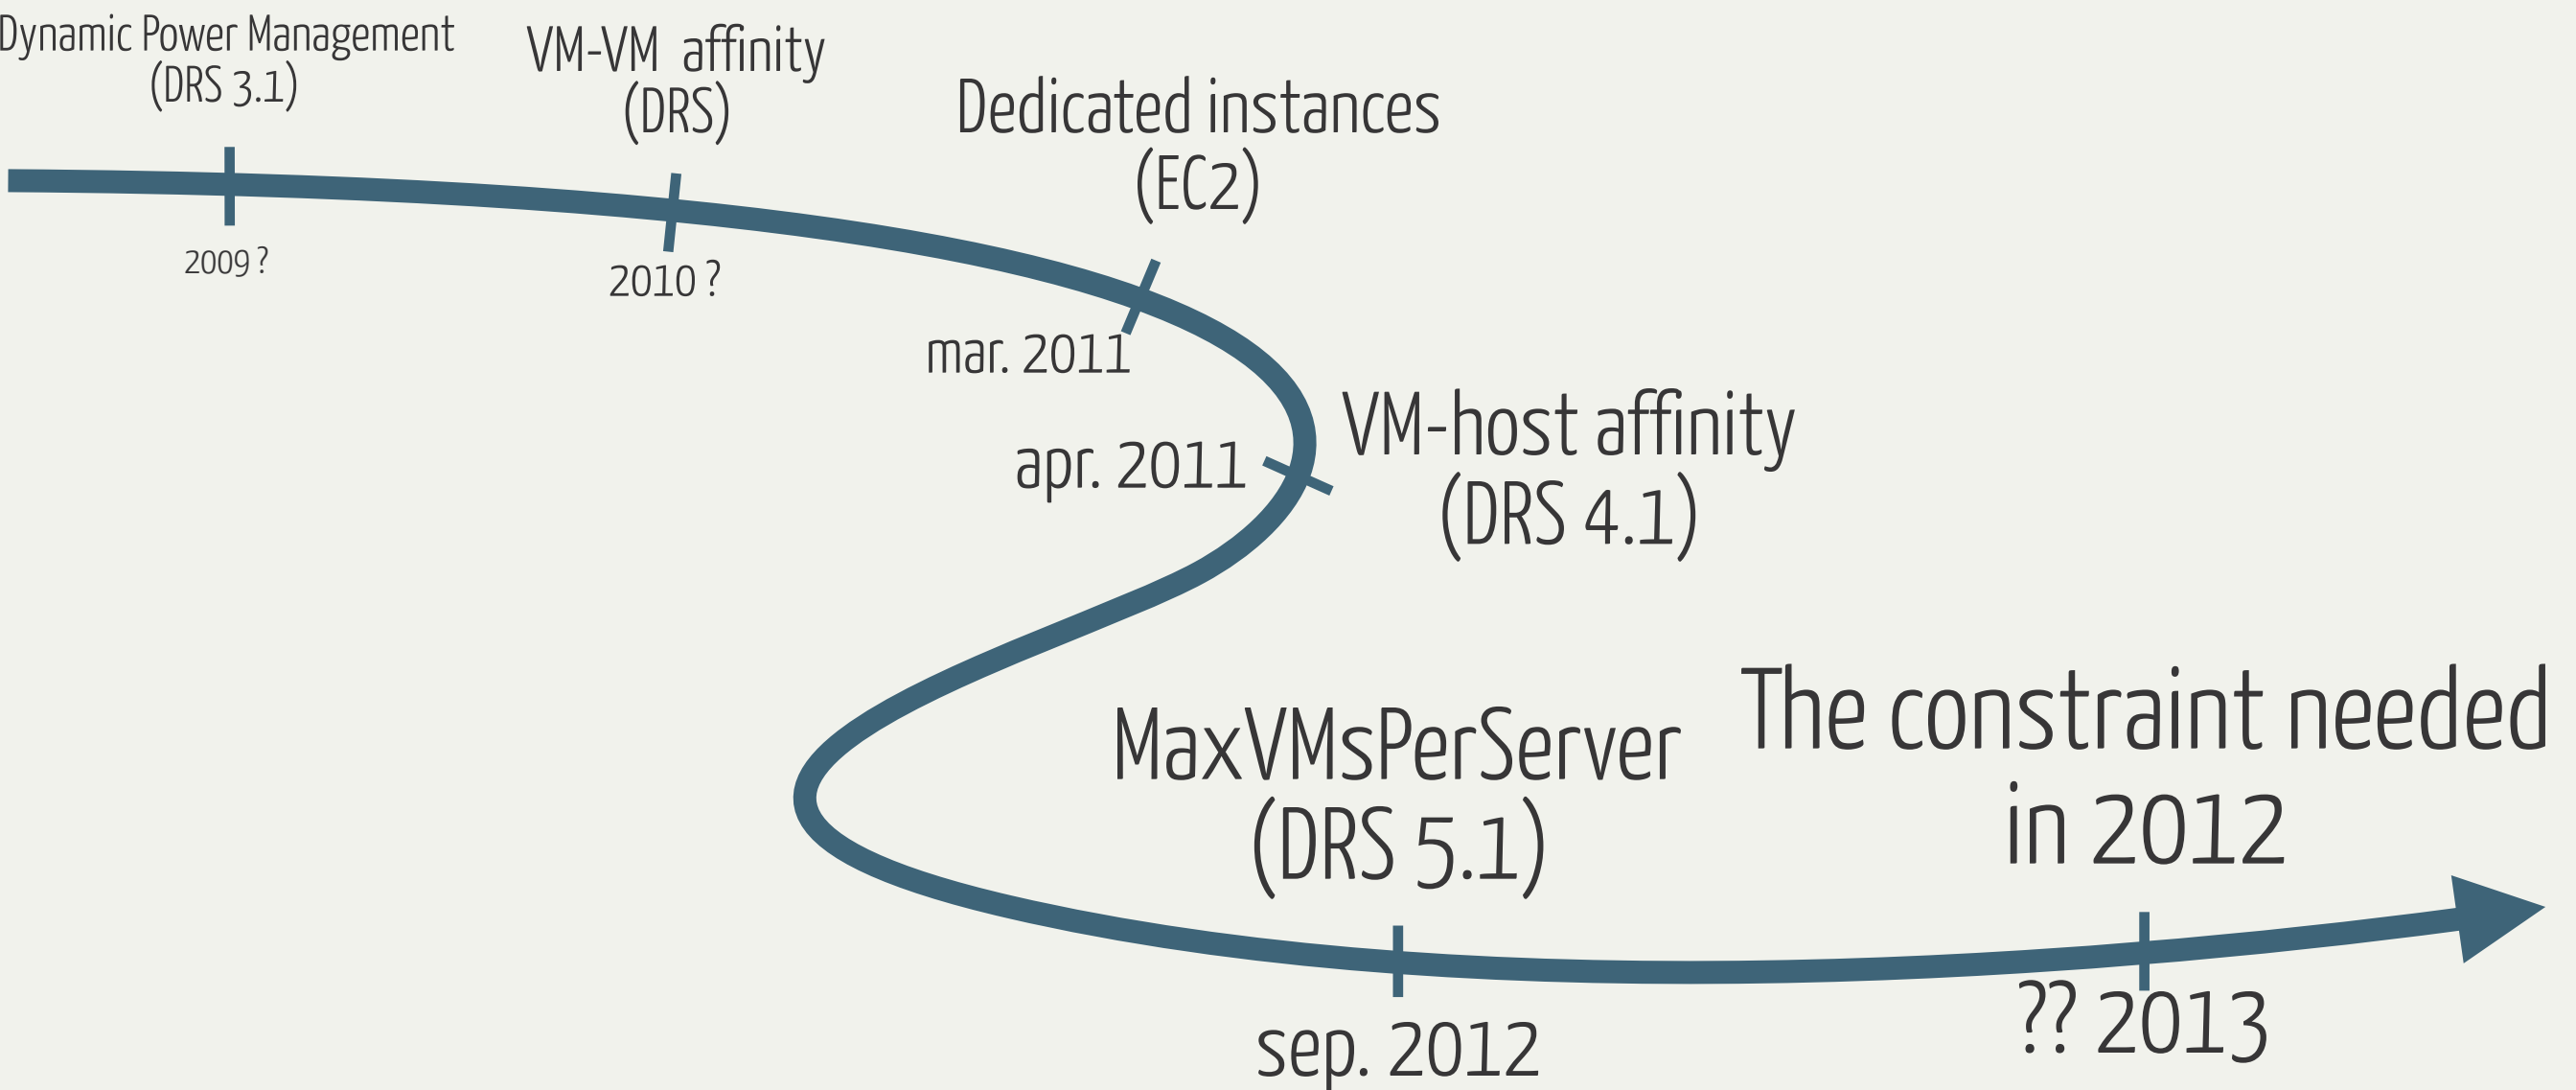 Dynamic Power Management
(DRS 3.1)
2009 ?
VM-VM affinity
(DRS)
2010 ?
Dedicated instances
(EC2)
mar. 2011
VM-host affinity
(DRS 4.1)
apr. 2011
MaxVMsPerServer
(DRS 5.1)
sep. 2012
The constraint needed
in 2012
?? 2013